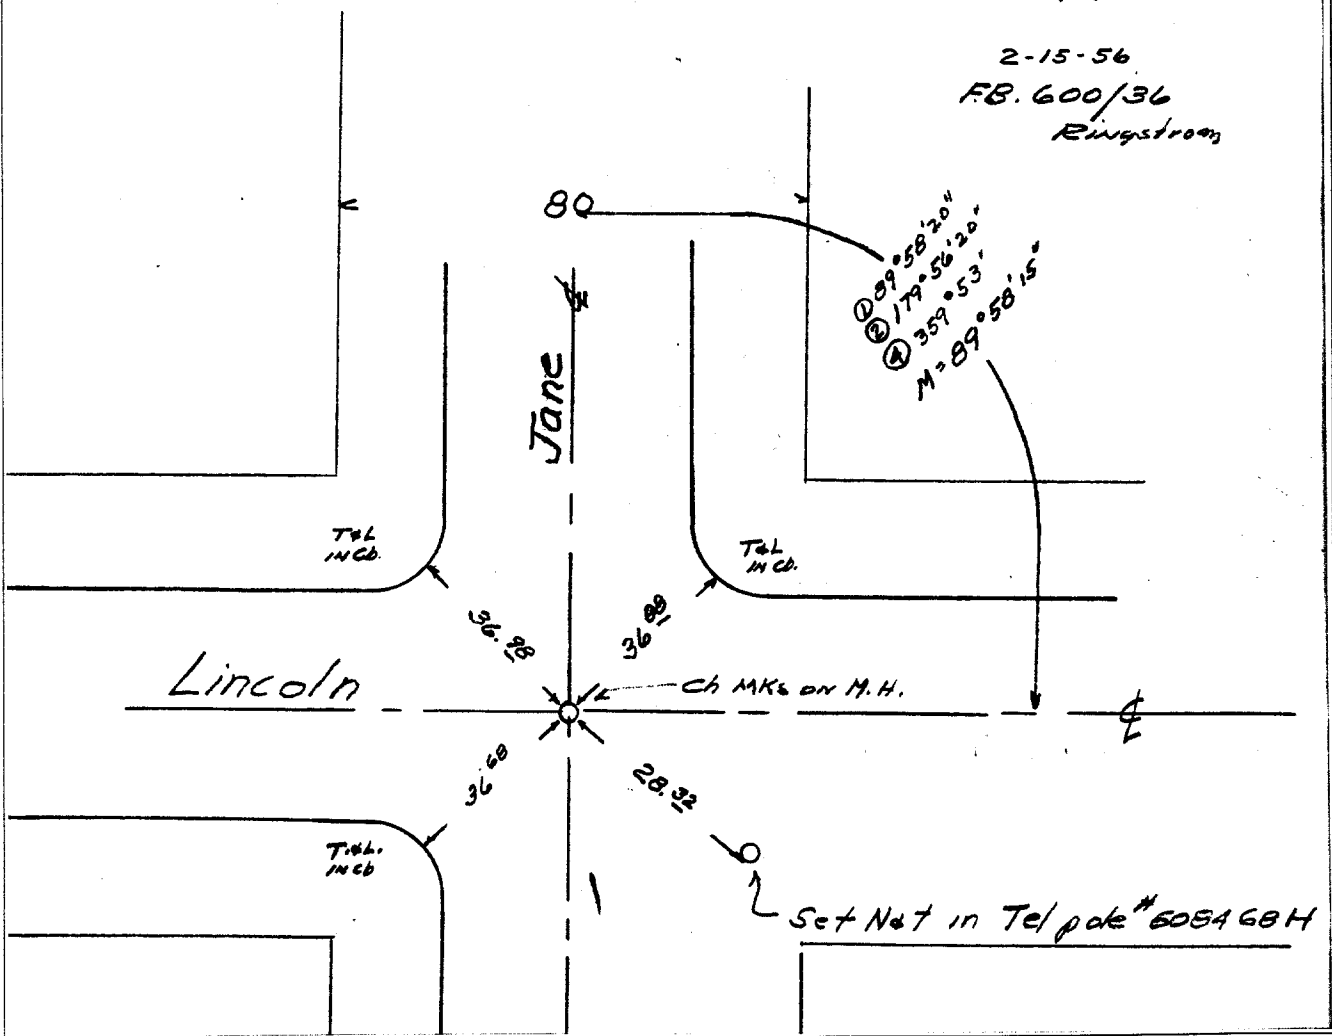 2-15-56
F.B. 600/36
Ringstrom
80
① 89°58'20"
② 179°56'20"
④ 359°53'
M = 89°58'15"
Jane
T&L
IN Cb.
T&L
IN Cb.
36.98
36.89
Lincoln
Ch MKs on M.H.
℄
36.68
28.32
T.&L.
IN Cb
Set N&T in Tel pole #608468H